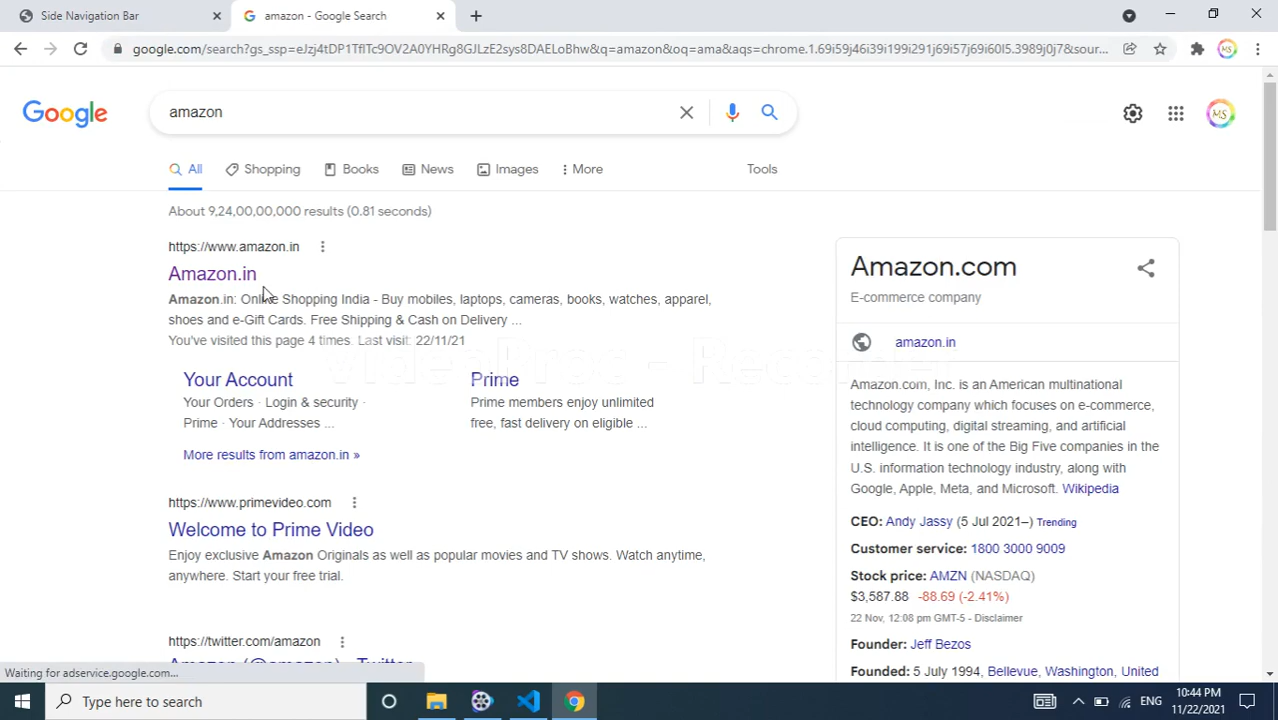 Side Navigation Bar
amazon - Google Search
google.com/search?gs_ssp=eJzj4tDP1TflTc9OV2A0YHRg8GJLzE2sys8DAELoBhw&q=amazon&oq=ama&aqs=chrome.1.69i59j46i39i199i291j69i57j69i60l5.3989j0j7&sour...
Google
amazon
MS
All
Shopping
Books
News
Images
More
Tools
About 9,24,00,00,000 results (0.81 seconds)
https://www.amazon.in
Amazon.in
Amazon.in: Online Shopping India - Buy mobiles, laptops, cameras, books, watches, apparel,
shoes and e-Gift Cards. Free Shipping & Cash on Delivery ...
You've visited this page 4 times. Last visit: 22/11/21
Your Account
Your Orders · Login & security ·
Prime · Your Addresses ...
Prime
Prime members enjoy unlimited
free, fast delivery on eligible ...
More results from amazon.in »
https://www.primevideo.com
Welcome to Prime Video
Enjoy exclusive Amazon Originals as well as popular movies and TV shows. Watch anytime,
anywhere. Start your free trial.
https://twitter.com/amazon
Amazon (@amazon) · Twitter
Amazon.com
E-commerce company
amazon.in
Amazon.com, Inc. is an American multinational
technology company which focuses on e-commerce,
cloud computing, digital streaming, and artificial
intelligence. It is one of the Big Five companies in the
U.S. information technology industry, along with
Google, Apple, Meta, and Microsoft. Wikipedia
CEO: Andy Jassy (5 Jul 2021–) Trending
Customer service: 1800 3000 9009
Stock price: AMZN (NASDAQ)
$3,587.88 -88.69 (-2.41%)
22 Nov, 12:08 pm GMT-5 - Disclaimer
Founder: Jeff Bezos
Founded: 5 July 1994, Bellevue, Washington, United
VideoProc - Recorder
Waiting for adservice.google.com...
Type here to search
ENG
10:44 PM
11/22/2021